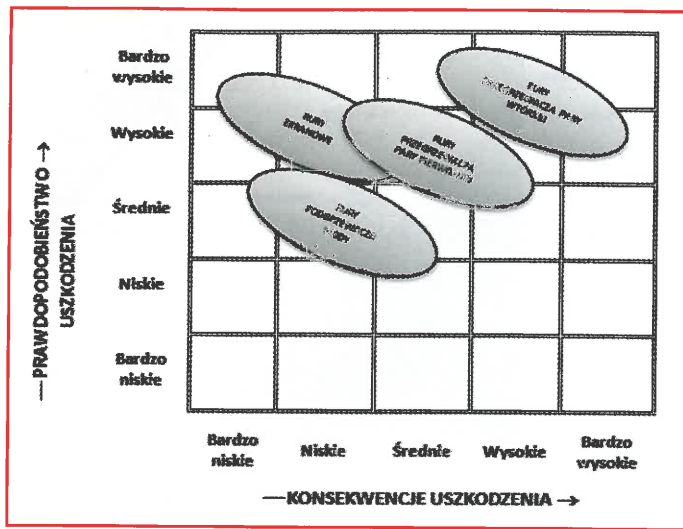 Bardzo
wysokie
Wysokie
Średnie
Niskie
Bardzo
niskie
— PRAWDOPODOBIEŃSTWO →
USZKODZENIA
RURY
EKRANOWE
RURY
PRZEGRZEWACZA
PARY PIERWOTNEJ
RURY
PRZEGRZEWACZA PARY
WTÓRNEJ
RURY
PODGRZEWACZA
WODY
Bardzo
niskie
Niskie
Średnie
Wysokie
Bardzo
wysokie
— KONSEKWENCJE USZKODZENIA →